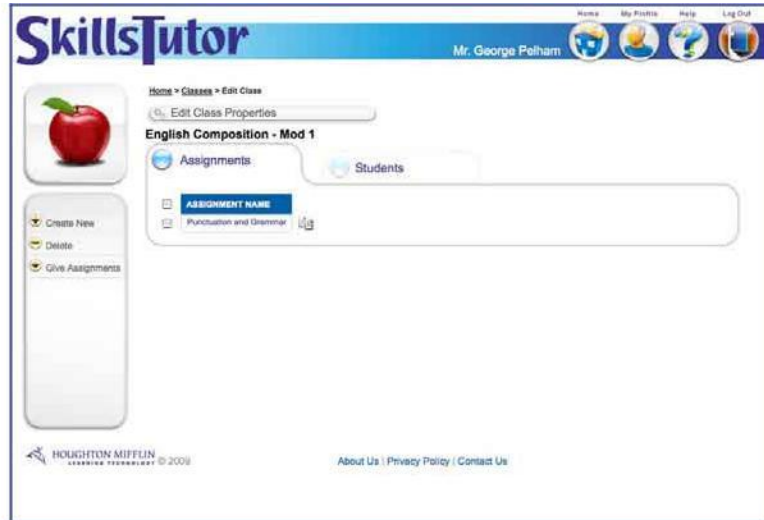 Home My Profile Help Log Out
SkillsTutor
Mr. George Pelham
Home > Classes > Edit Class
Edit Class Properties
English Composition - Mod 1
Assignments
Students
ASSIGNMENT NAME
Punctuation and Grammar
Create New
Delete
Give Assignments
HOUGHTON MIFFLIN
LEARNING TECHNOLOGY © 2009
About Us | Privacy Policy | Contact Us